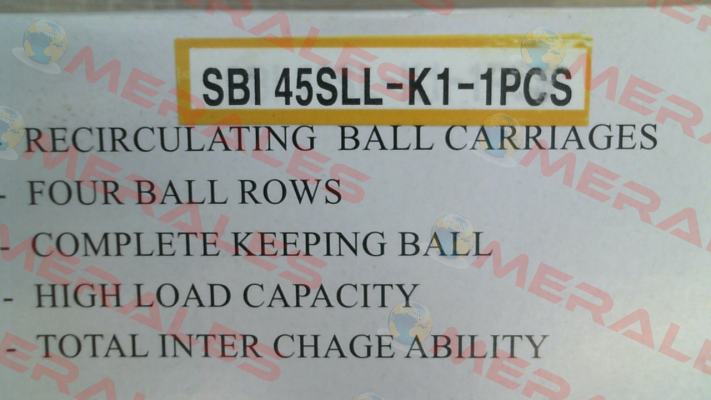 SBI 45SLL-K1-1PCS
- RECIRCULATING BALL CARRIAGES
- FOUR BALL ROWS
- COMPLETE KEEPING BALL
- HIGH LOAD CAPACITY
- TOTAL INTER CHAGE ABILITY
MERALES